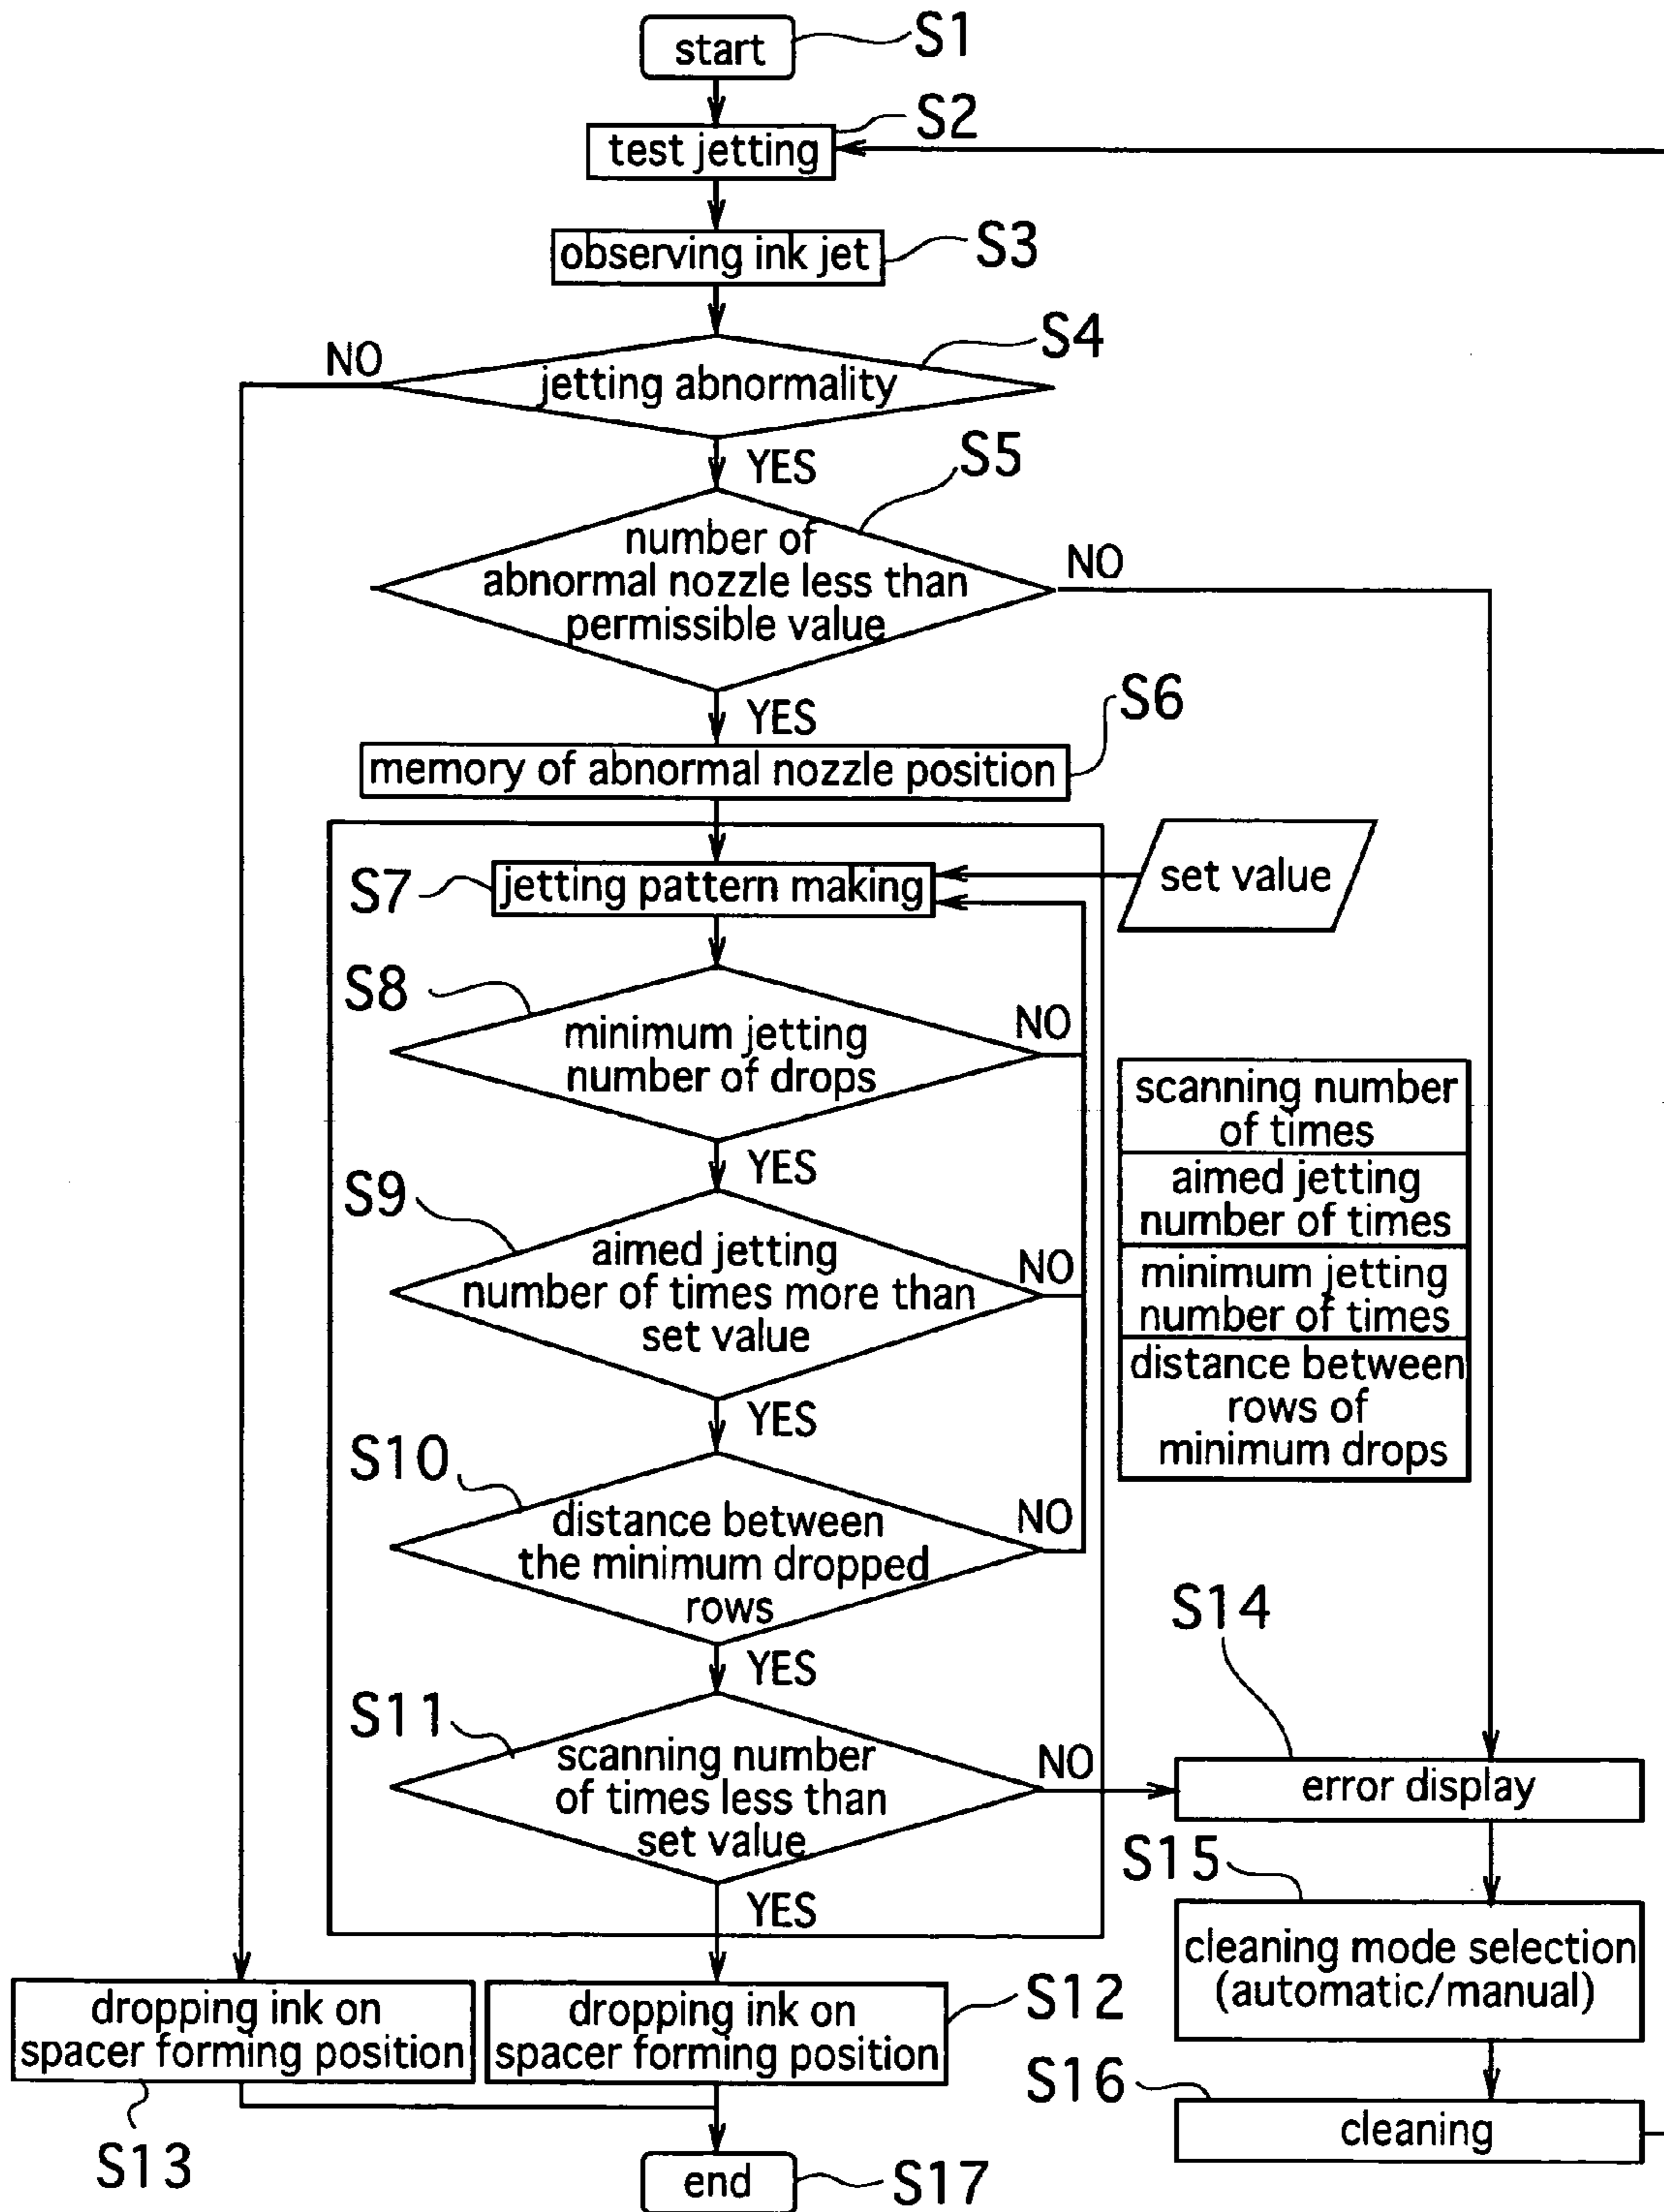 start
S1
S2
test jetting
observing ink jet
S3
S4
NO
jetting abnormality
YES
S5
number of
abnormal nozzle less than
permissible value
NO
YES
S6
memory of abnormal nozzle position
S7
jetting pattern making
set value
S8
minimum jetting
number of drops
NO
YES
scanning number
of times
aimed jetting
number of times
minimum jetting
number of times
distance between
rows of
minimum drops
S9
aimed jetting
number of times more than
set value
NO
YES
S10
distance between
the minimum dropped
rows
NO
YES
S11
scanning number
of times less than
set value
NO
YES
S14
error display
S15
cleaning mode selection
(automatic/manual)
S16
cleaning
dropping ink on
spacer forming position
S13
dropping ink on
spacer forming position
S12
end
S17